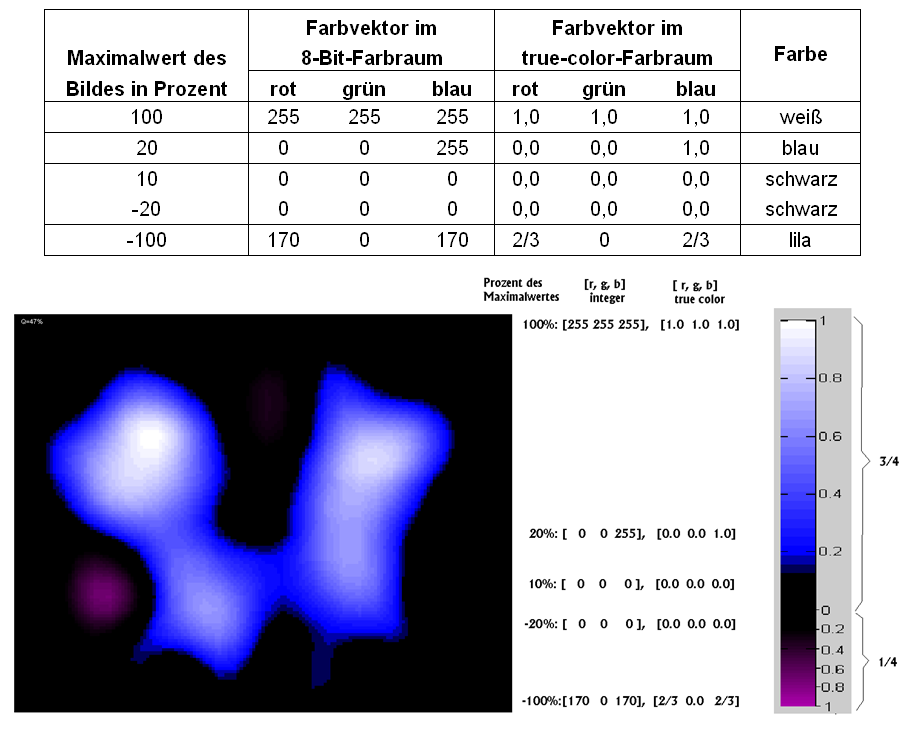 Farbvektor im Farbvektor im
Maximalwert des 8-Bit-Farbraum true-color-Farbraum Farbe
Bildes in Prozent rot grün blau rot grün blau
100 255 255 255 1,0 1,0 1,0 weiß
20 0 0 255 0,0 0,0 1,0 blau
10 0 0 0 0,0 0,0 0,0 schwarz
-20 0 0 0 0,0 0,0 0,0 schwarz
-100 170 0 170 2/3 0 2/3 lila
Prozent des [r, g, b] [ r, g, b]
Maximalwertes integer true color
Q=47%
100%: [255 255 255], [1.0 1.0 1.0]
20%: [ 0 0 255], [0.0 0.0 1.0]
10%: [ 0 0 0], [0.0 0.0 0.0]
-20%: [ 0 0 0], [0.0 0.0 0.0]
-100%:[170 0 170], [2/3 0.0 2/3]
1
0.8
0.6
0.4
0.2
0
-0.2
-0.4
-0.6
-0.8
-1
3/4
1/4